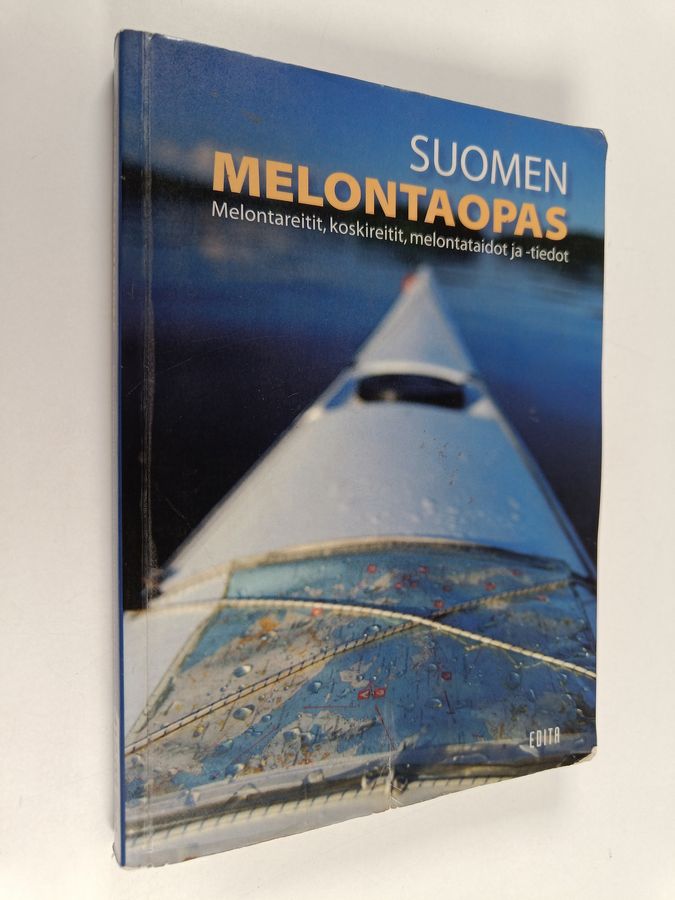 SUOMEN
MELONTAOPAS
Melontareitit, koskireitit, melontataidot ja -tiedot
EDITA